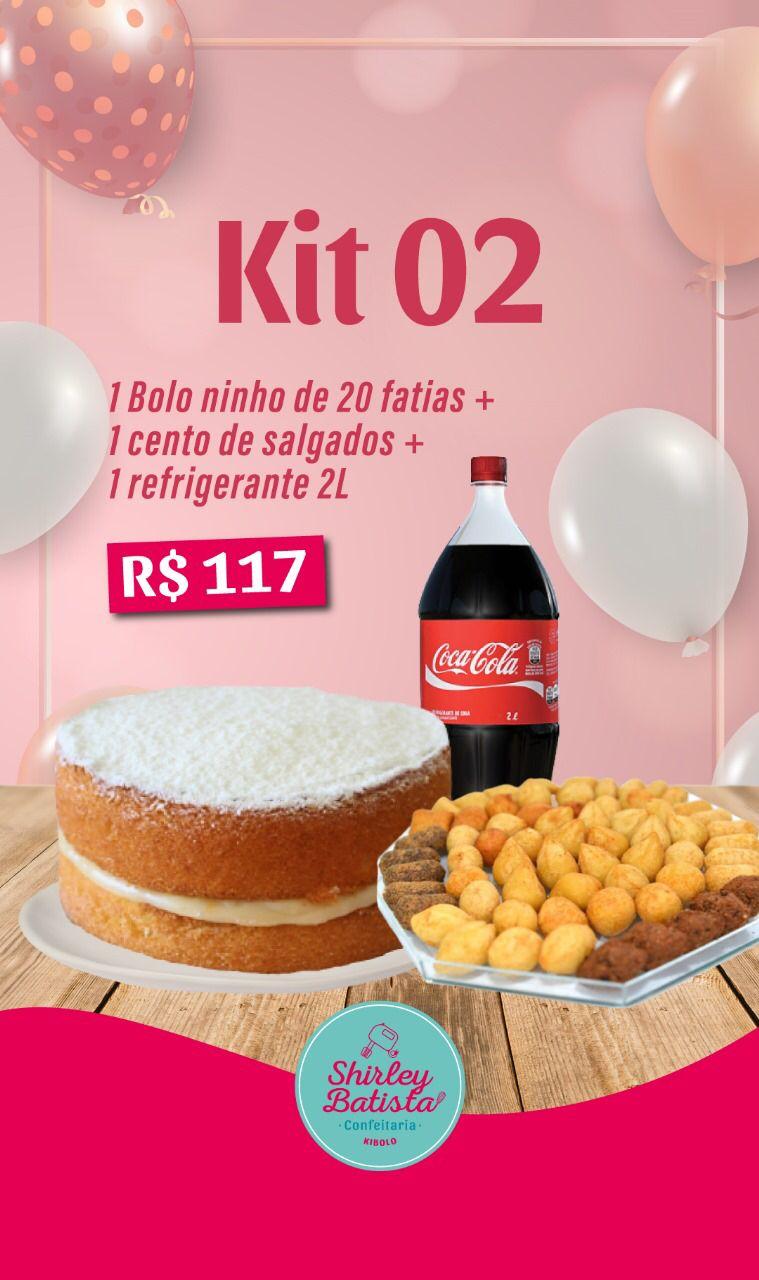 Kit 02
1 Bolo ninho de 20 fatias +
1 cento de salgados +
1 refrigerante 2L
R$ 117
Coca-Cola
2 L
Shirley
Batista
· Confeitaria ·
KIBOLO